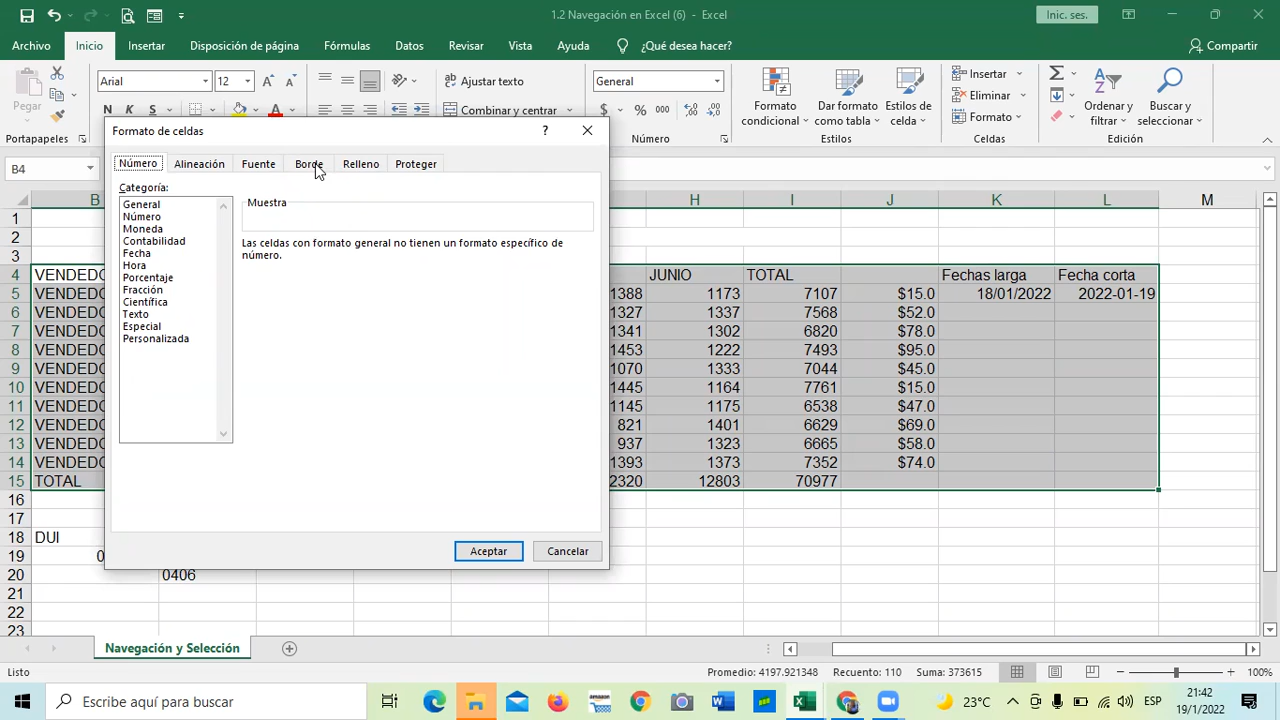 1.2 Navegación en Excel (6) - Excel
Inic. ses.
Archivo Inicio Insertar Disposición de página Fórmulas Datos Revisar Vista Ayuda ¿Qué desea hacer? Compartir
Pegar
Arial 12
N K S
Ajustar texto
Combinar y centrar
General
$ % 000
Formato condicional
Dar formato como tabla
Estilos de celda
Insertar
Eliminar
Formato
Ordenar y filtrar
Buscar y seleccionar
Portapapeles Número Estilos Celdas Edición
B4
Formato de celdas ?
Número Alineación Fuente Borde Relleno Proteger
Categoría:
General
Número
Moneda
Contabilidad
Fecha
Hora
Porcentaje
Fracción
Científica
Texto
Especial
Personalizada
Muestra
Las celdas con formato general no tienen un formato específico de
número.
Aceptar Cancelar
B H I J K L M
1
2
3
4 VENDEDO JUNIO TOTAL Fechas larga Fecha corta
5 VENDEDO 1388 1173 7107 $15.0 18/01/2022 2022-01-19
6 VENDEDO 1327 1337 7568 $52.0
7 VENDEDO 1341 1302 6820 $78.0
8 VENDEDO 1453 1222 7493 $95.0
9 VENDEDO 1070 1333 7044 $45.0
10 VENDEDO 1445 1164 7761 $15.0
11 VENDEDO 1145 1175 6538 $47.0
12 VENDEDO 821 1401 6629 $69.0
13 VENDEDO 937 1323 6665 $58.0
14 VENDEDO 1393 1373 7352 $74.0
15 TOTAL 2320 12803 70977
16
17
18 DUI
19 0
20 0406
21
22
23
Navegación y Selección
Listo Promedio: 4197.921348 Recuento: 110 Suma: 373615 100%
Escribe aquí para buscar
23°C ESP 21:42
19/1/2022